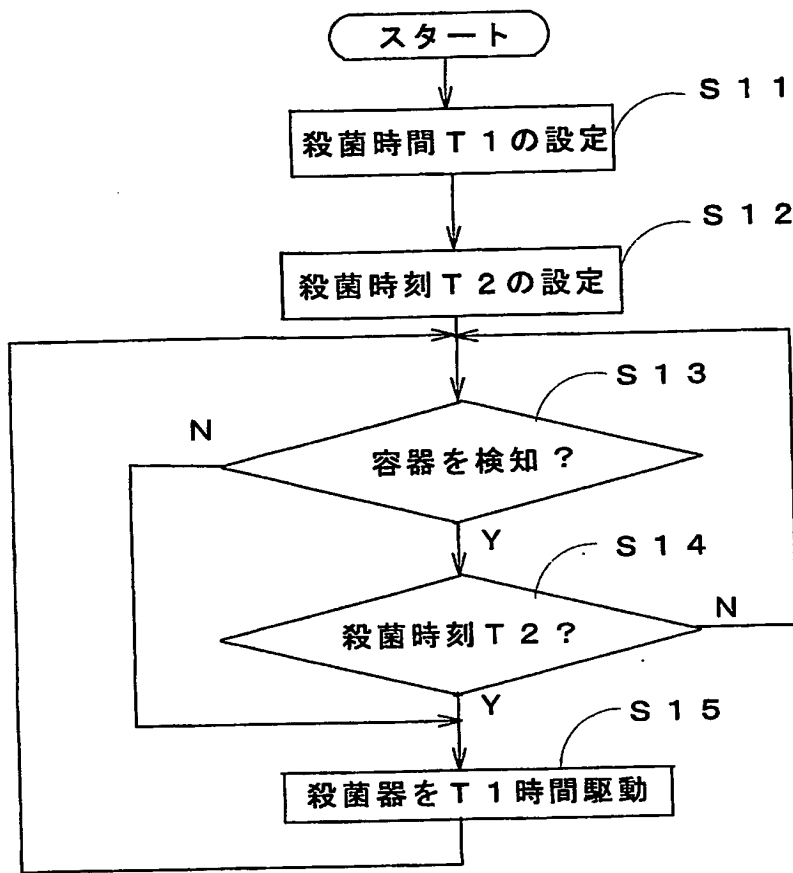 スタート
S11
殺菌時間T1の設定
S12
殺菌時刻T2の設定
S13
N
容器を検知?
Y
S14
N
殺菌時刻T2?
Y
S15
殺菌器をT1時間駆動